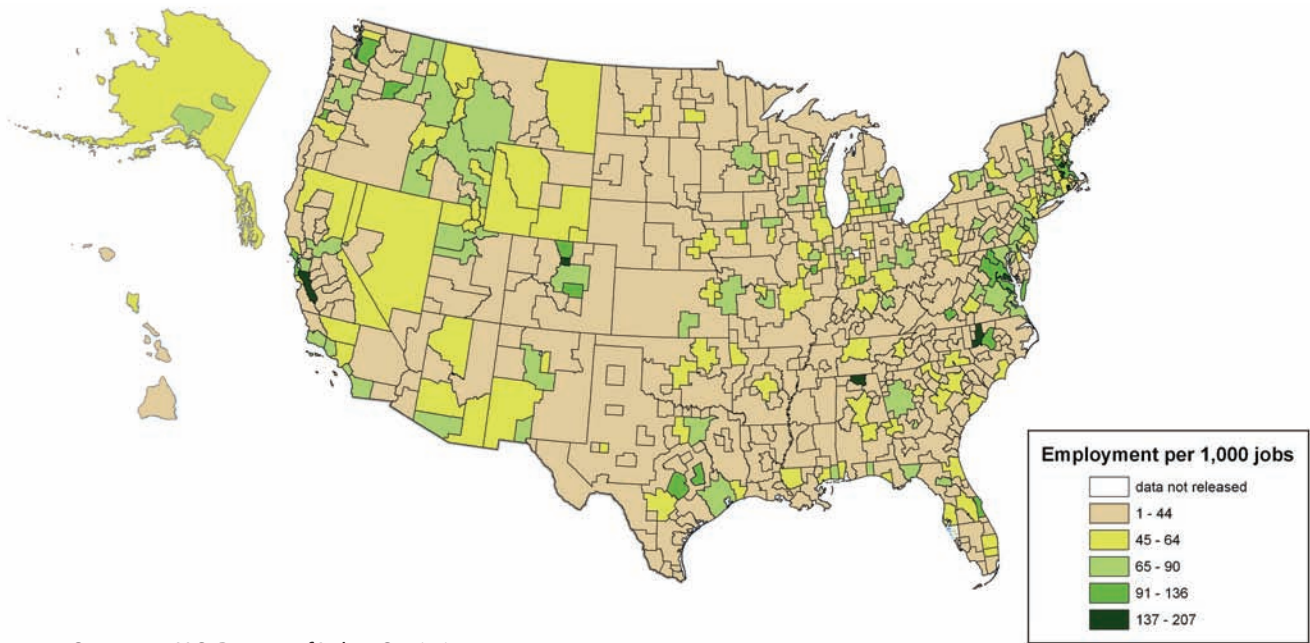 Employment per 1,000 jobs
data not released
1 - 44
45 - 64
65 - 90
91 - 136
137 - 207